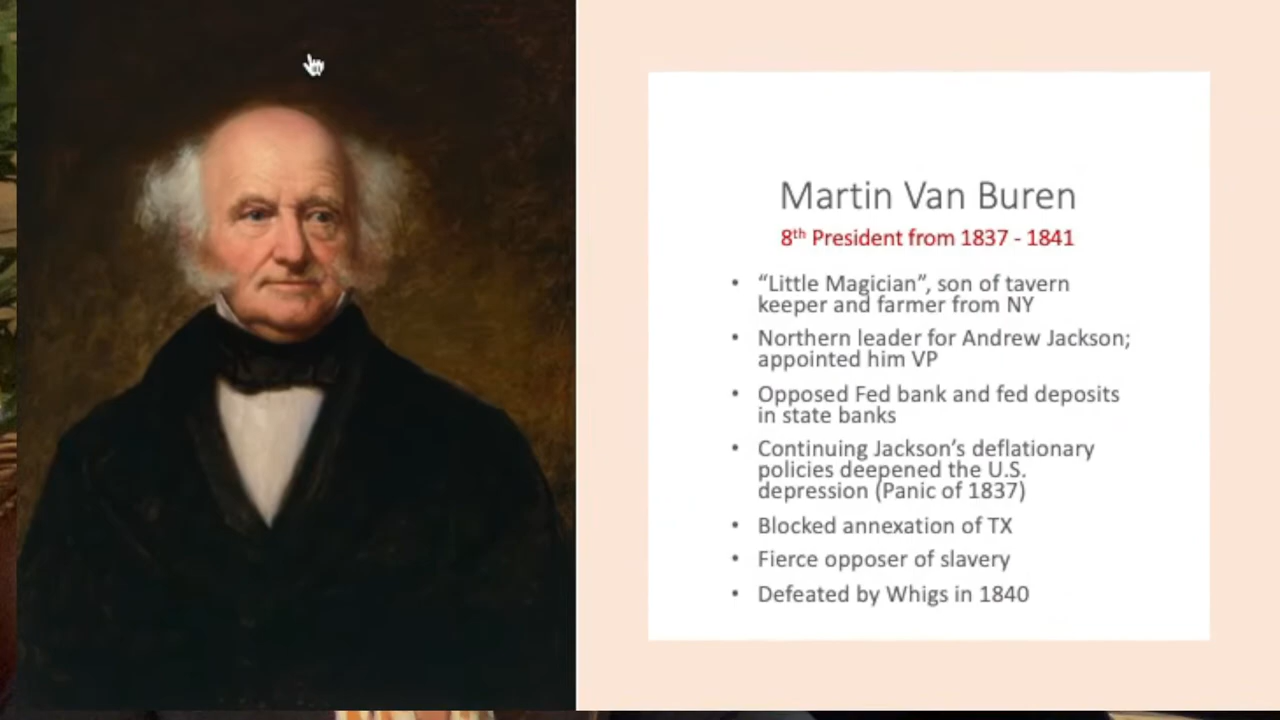 Martin Van Buren
8th President from 1837 - 1841
• “Little Magician”, son of tavern
keeper and farmer from NY
• Northern leader for Andrew Jackson;
appointed him VP
• Opposed Fed bank and fed deposits
in state banks
• Continuing Jackson’s deflationary
policies deepened the U.S.
depression (Panic of 1837)
• Blocked annexation of TX
• Fierce opposer of slavery
• Defeated by Whigs in 1840